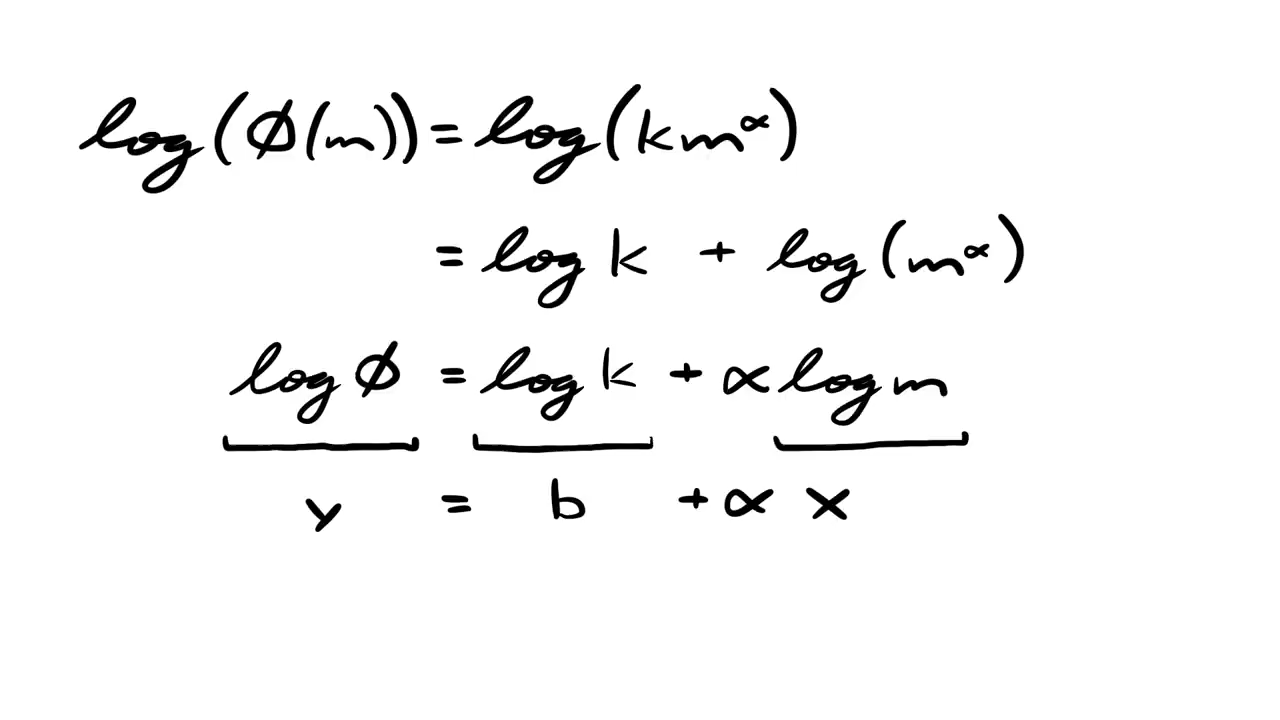 log(ϕ(m)) = log(km^α)
= log k + log(m^α)
log ϕ = log k + α log m
y = b + α x